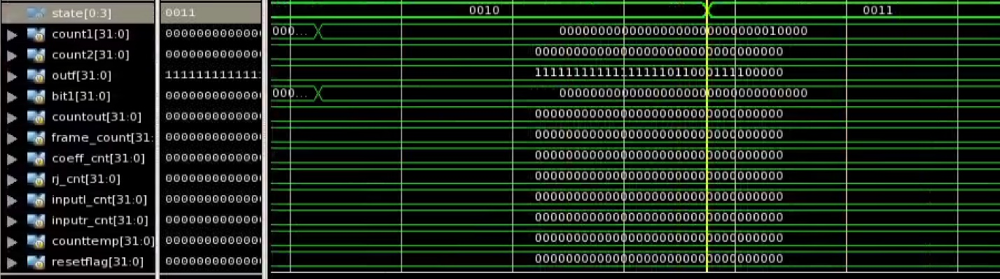 state[0:3] 0011 0010 0011
count1[31:0] 000000000000 000... 00000000000000000000000000010000
count2[31:0] 000000000000 00000000000000000000000000000000
outf[31:0] 111111111111 11111111111111111011000111100000
bit1[31:0] 000000000000 000... 00000000000000000000000000000000
countout[31:0] 000000000000 00000000000000000000000000000000
frame_count[31: 000000000000 00000000000000000000000000000000
coeff_cnt[31:0] 000000000000 00000000000000000000000000000000
rj_cnt[31:0] 000000000000 00000000000000000000000000000000
inputl_cnt[31:0] 000000000000 00000000000000000000000000000000
inputr_cnt[31:0] 000000000000 00000000000000000000000000000000
counttemp[31:0] 000000000000 00000000000000000000000000000000
resetflag[31:0] 000000000000 00000000000000000000000000000000